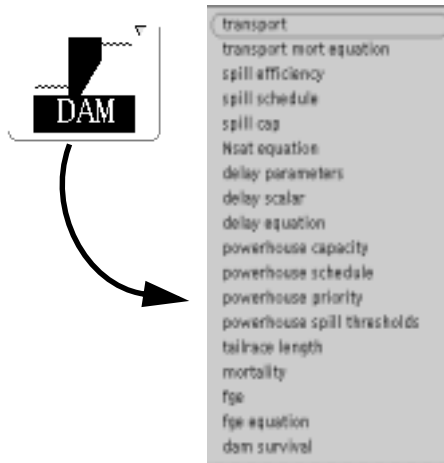 DAM
transport
transport mort equation
spill efficiency
spill schedule
spill cap
Nsat equation
delay parameters
delay scalar
delay equation
powerhouse capacity
powerhouse schedule
powerhouse priority
powerhouse spill thresholds
tailrace length
mortality
fge
fge equation
dam survival